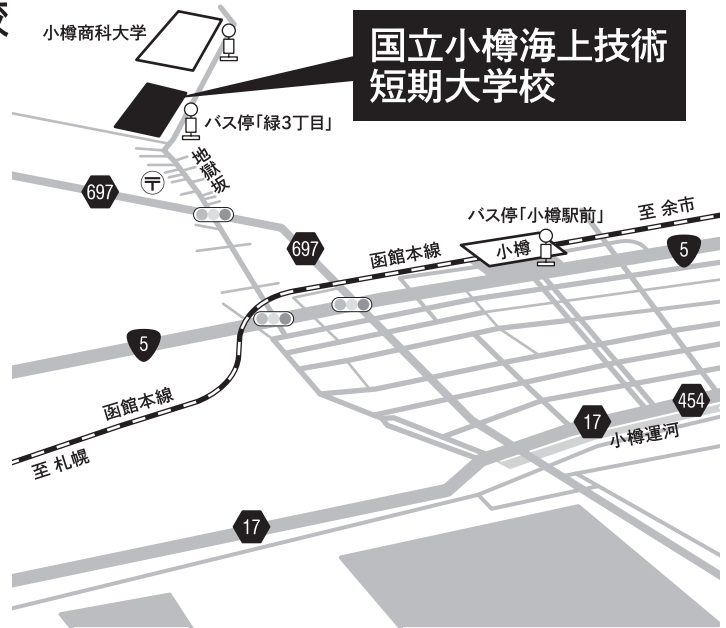 校
小樽商科大学
国立小樽海上技術
短期大学校
バス停「緑3丁目」
地獄坂
〒
697
697
バス停「小樽駅前」
至 余市
函館本線
小樽
5
5
函館本線
至 札幌
454
17
小樽運河
17